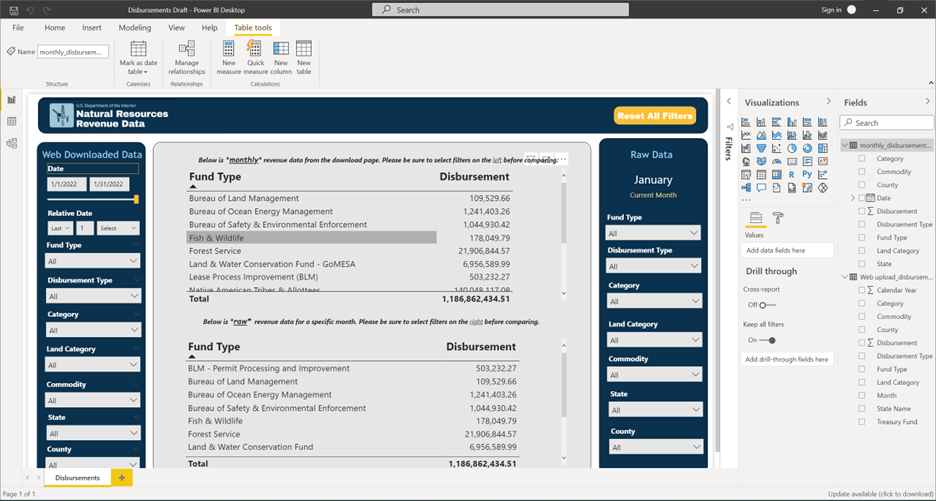 Disbursements Draft - Power BI Desktop
Search
Sign in
File Home Insert Modeling View Help Table tools
Name monthly_disbursem...
Mark as date table
Manage relationships
New measure
Quick measure
New column
New table
Structure Calendars Relationships Calculations
U.S. Department of the Interior
Natural Resources
Revenue Data
Reset All Filters
Web Downloaded Data
Date
1/1/2022 1/31/2022
Relative Date
Last 1 Select
Fund Type
All
Disbursement Type
All
Category
All
Land Category
All
Commodity
All
State
All
County
All
Below is *monthly* revenue data from the download page. Please be sure to select filters on the left before comparing.
Fund Type Disbursement
Bureau of Land Management 109,529.66
Bureau of Ocean Energy Management 1,241,403.26
Bureau of Safety & Environmental Enforcement 1,044,930.42
Fish & Wildlife 178,049.79
Forest Service 21,906,844.57
Land & Water Conservation Fund - GoMESA 6,956,589.99
Lease Process Improvement (BLM) 503,232.27
Native American Tribes & Allottees 140,048,117.08
Total 1,186,862,434.51
Below is *raw* revenue data for a specific month. Please be sure to select filters on the right before comparing.
Fund Type Disbursement
BLM - Permit Processing and Improvement 503,232.27
Bureau of Land Management 109,529.66
Bureau of Ocean Energy Management 1,241,403.26
Bureau of Safety & Environmental Enforcement 1,044,930.42
Fish & Wildlife 178,049.79
Forest Service 21,906,844.57
Land & Water Conservation Fund 6,956,589.99
Total 1,186,862,434.51
Raw Data
January
Current Month
Fund Type
All
Disbursement Type
All
Category
All
Land Category
All
Commodity
All
State
All
County
All
Filters
Visualizations
R Py
...
Values
Add data fields here
Drill through
Cross-report
Off
Keep all filters
On
Add drill-through fields here
Fields
Search
monthly_disbursement...
Category
Commodity
County
Date
Disbursement
Disbursement Type
Fund Type
Land Category
State
Web upload_disbursem...
Calendar Year
Category
Commodity
County
Disbursement
Disbursement Type
Fund Type
Land Category
Month
State Name
Treasury Fund
Disbursements
Page 1 of 1
Update available (click to download)